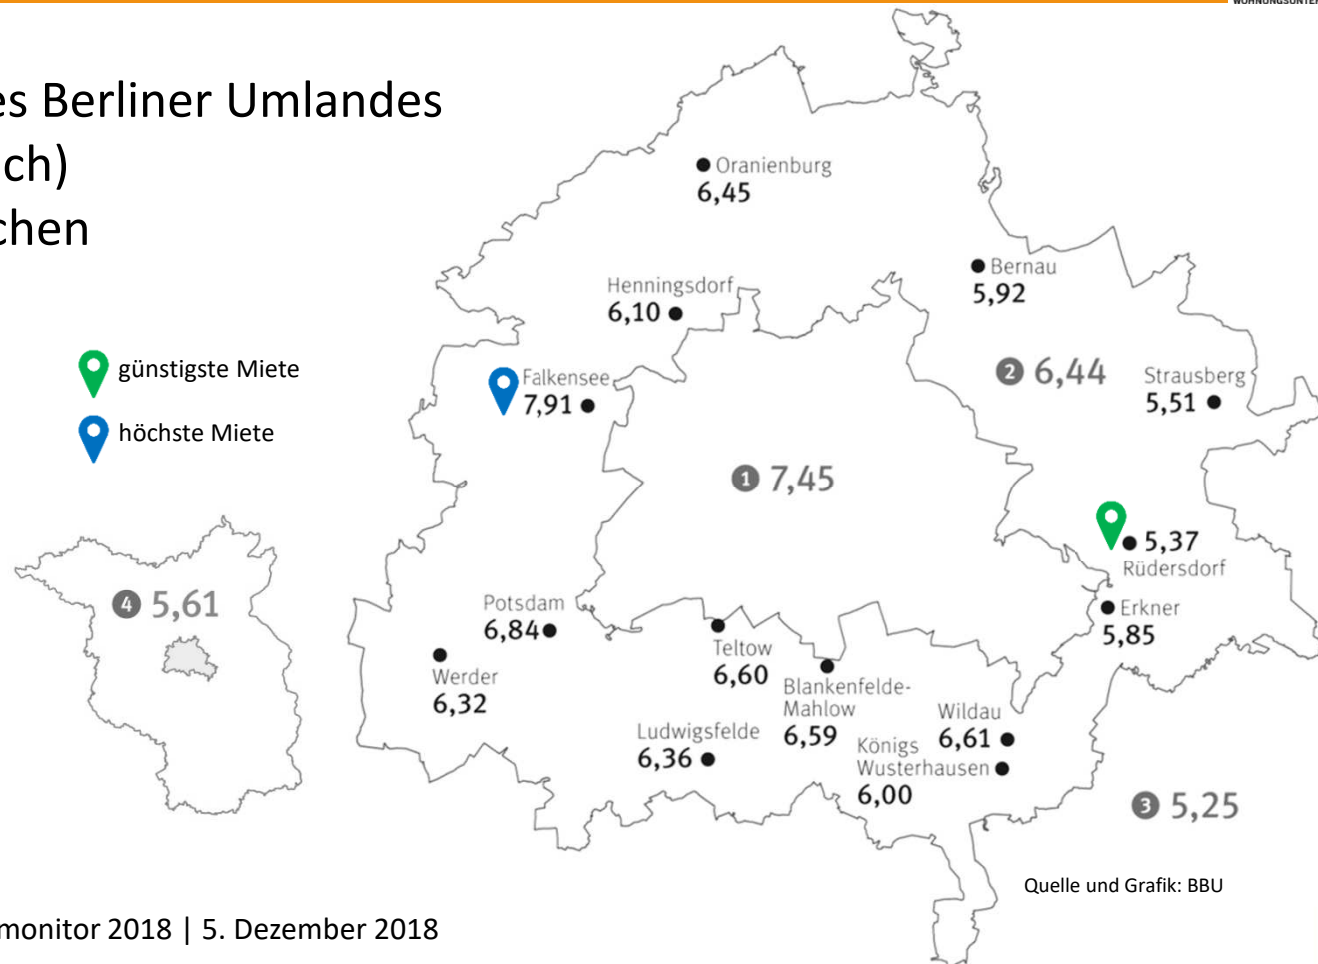 WOHNUNGSUNTER
es Berliner Umlandes
ch)
chen
Oranienburg
6,45
Bernau
5,92
Henningsdorf
6,10
günstigste Miete
höchste Miete
Falkensee
7,91
2 6,44
Strausberg
5,51
1 7,45
5,37
Rüdersdorf
4 5,61
Potsdam
6,84
Erkner
5,85
Werder
6,32
Teltow
6,60
Blankenfelde-
Mahlow
6,59
Ludwigsfelde
6,36
Wildau
6,61
Königs
Wusterhausen
6,00
3 5,25
Quelle und Grafik: BBU
monitor 2018 | 5. Dezember 2018